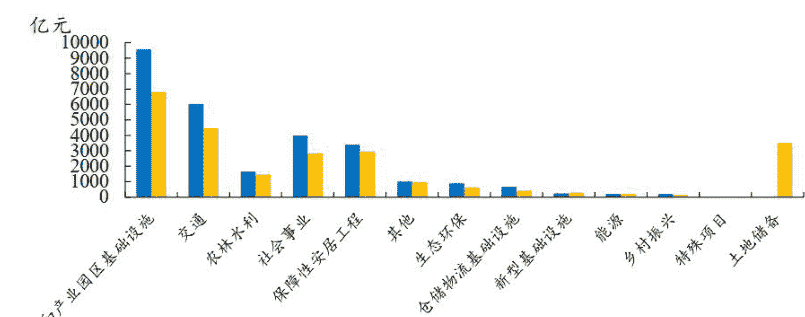 亿元
10000
9000
8000
7000
6000
5000
4000
3000
2000
1000
0
产业园区基础设施
交通
农林水利
社会事业
保障性安居工程
其他
生态环保
仓储物流基础设施
新型基础设施
能源
乡村振兴
特殊项目
土地储备